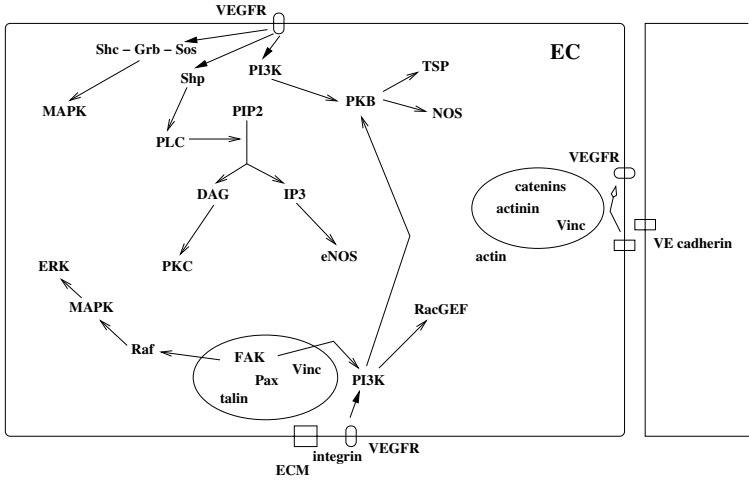 VEGFR
Shc – Grb – Sos
EC
TSP
PI3K
Shp
PKB
MAPK
PIP2
NOS
PLC
VEGFR
catenins
DAG
IP3
actinin
Vinc
VE cadherin
eNOS
actin
ERK
PKC
MAPK
RacGEF
Raf
FAK
Vinc
Pax
PI3K
talin
integrin
VEGFR
ECM